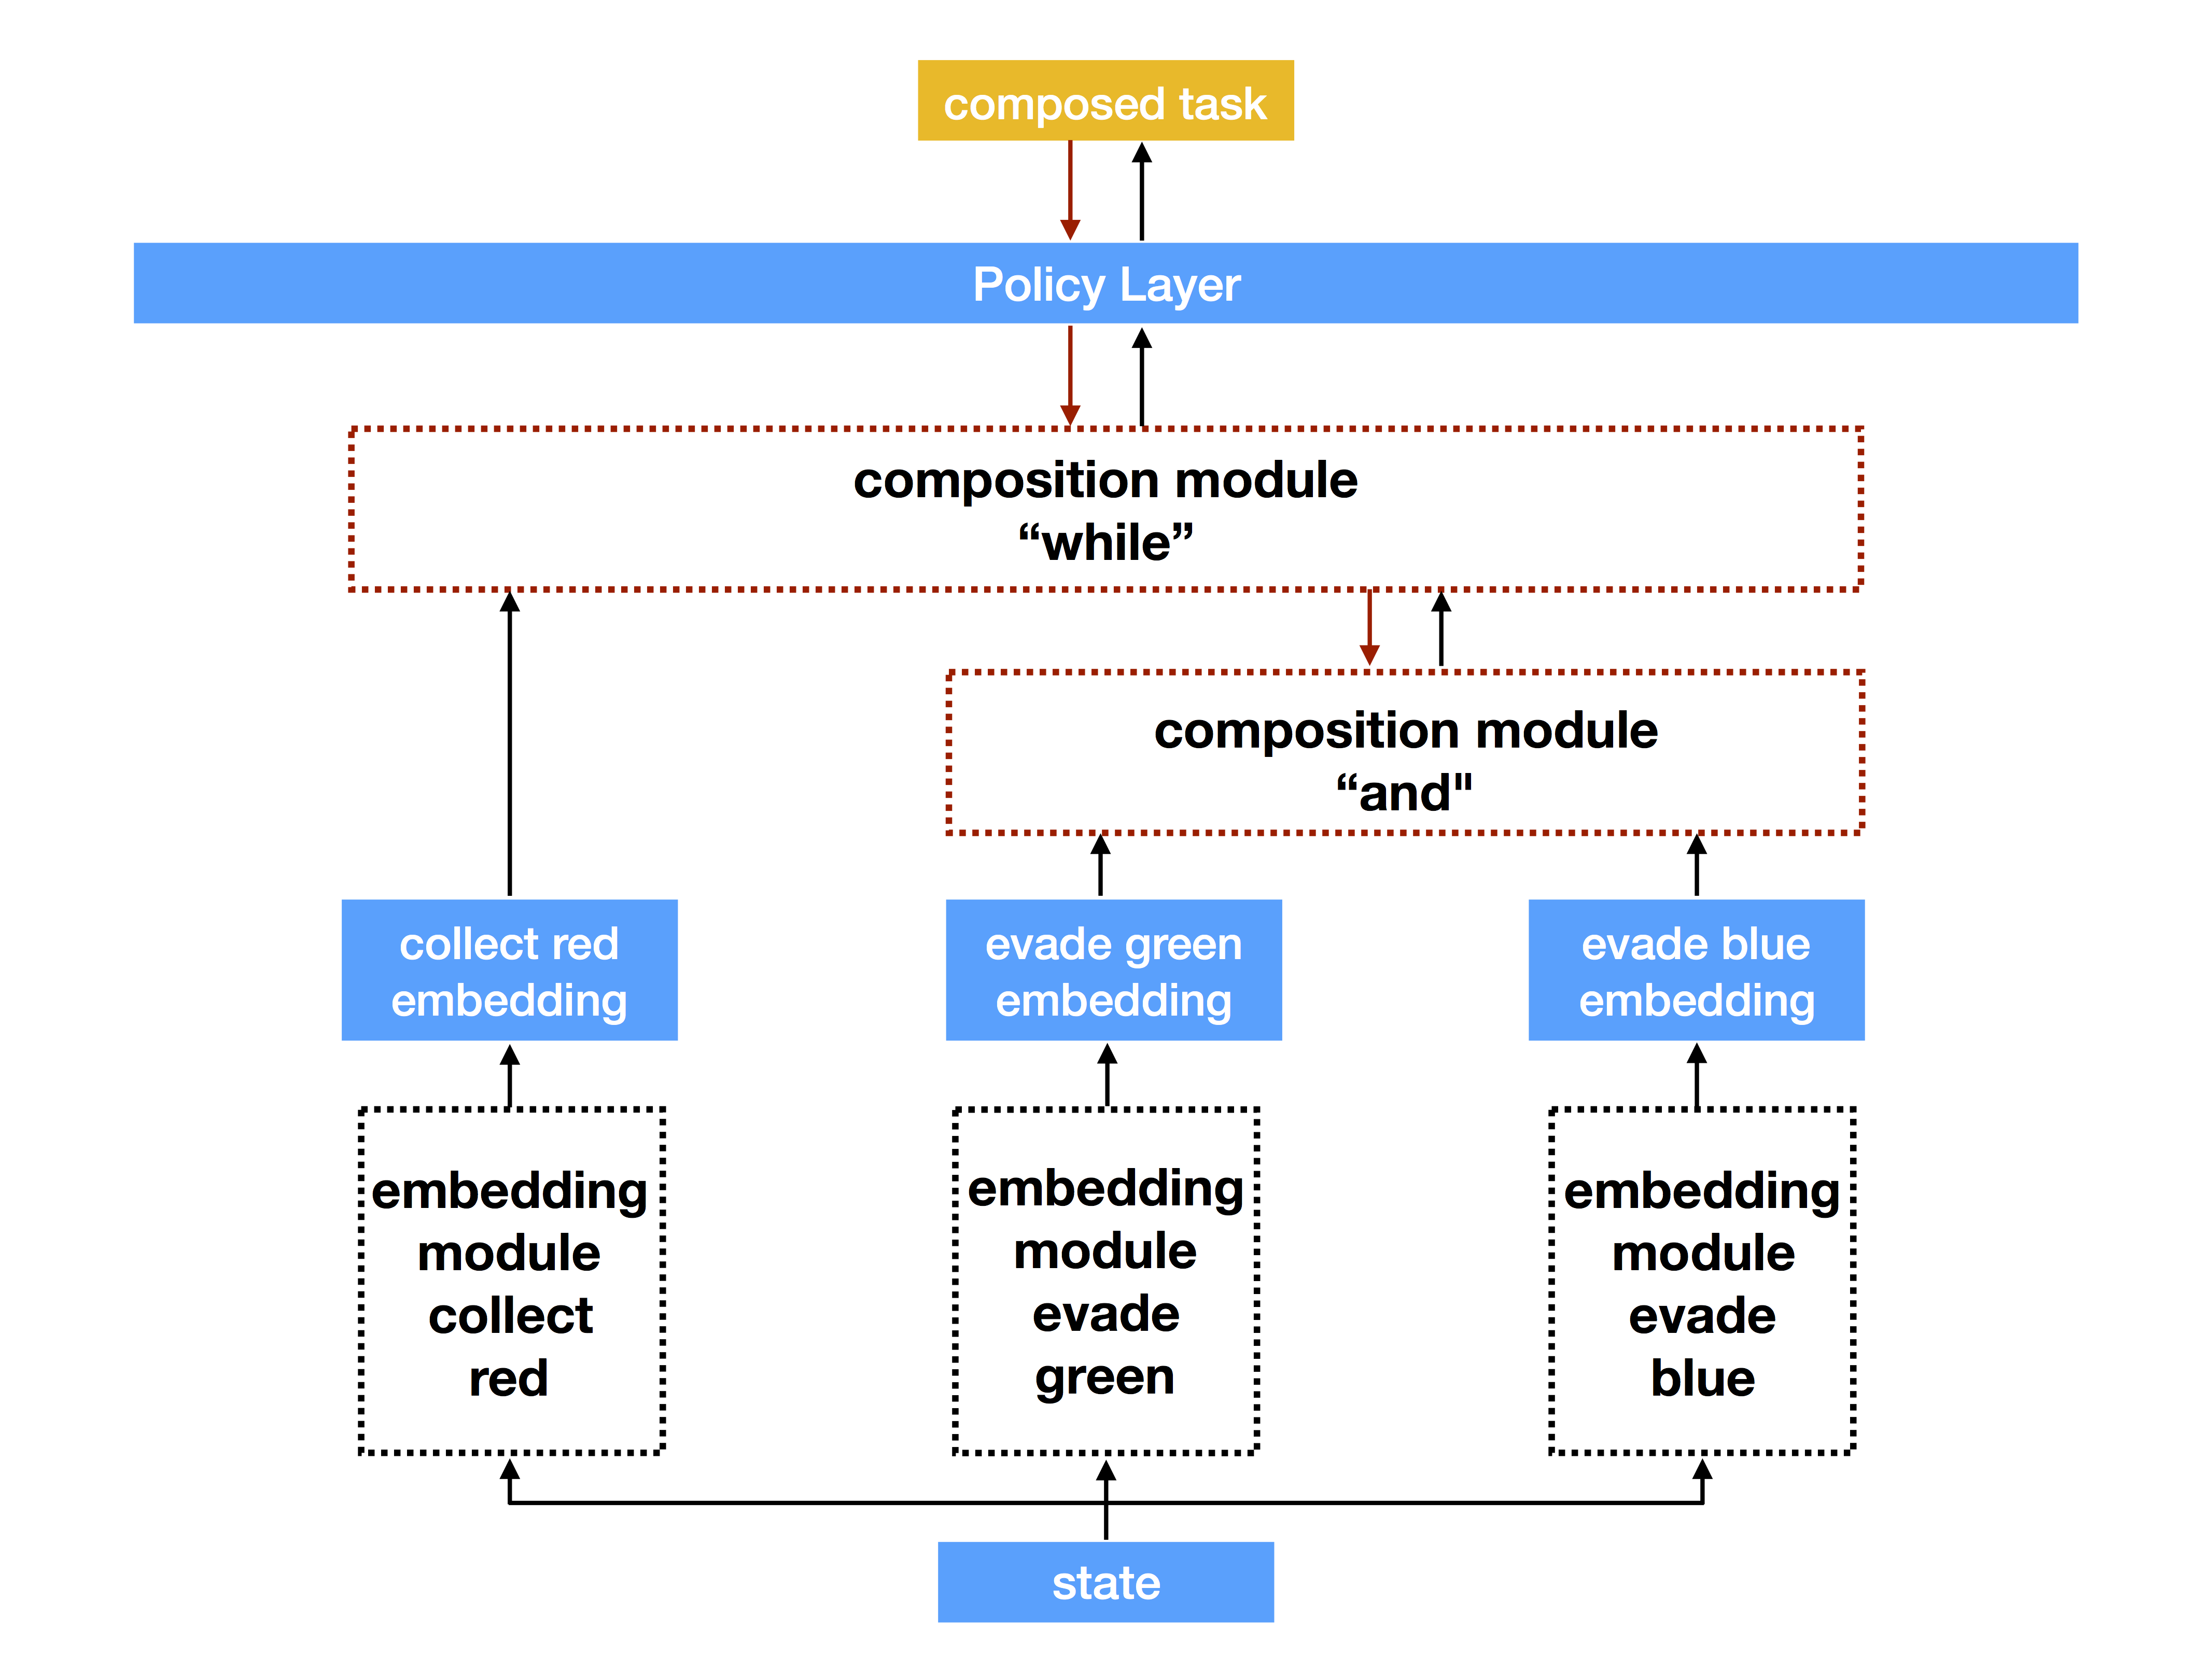 composed task
Policy Layer
composition module
“while”
composition module
“and"
collect red
embedding
evade green
embedding
evade blue
embedding
embedding
module
collect
red
embedding
module
evade
green
embedding
module
evade
blue
state